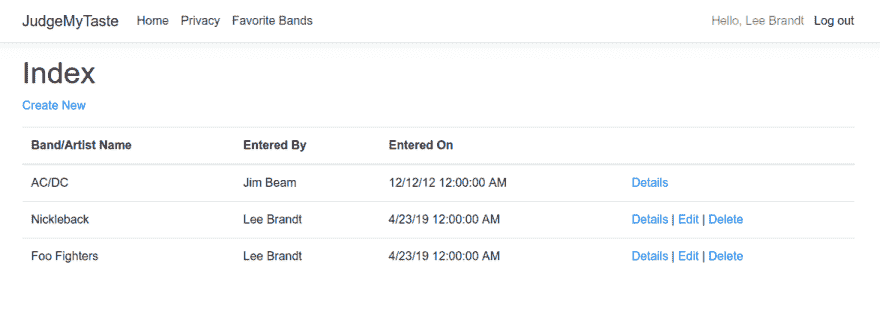 JudgeMyTaste Home Privacy Favorite Bands Hello, Lee Brandt Log out
Index
Create New
Band/Artist Name Entered By Entered On
AC/DC Jim Beam 12/12/12 12:00:00 AM Details
Nickleback Lee Brandt 4/23/19 12:00:00 AM Details | Edit | Delete
Foo Fighters Lee Brandt 4/23/19 12:00:00 AM Details | Edit | Delete